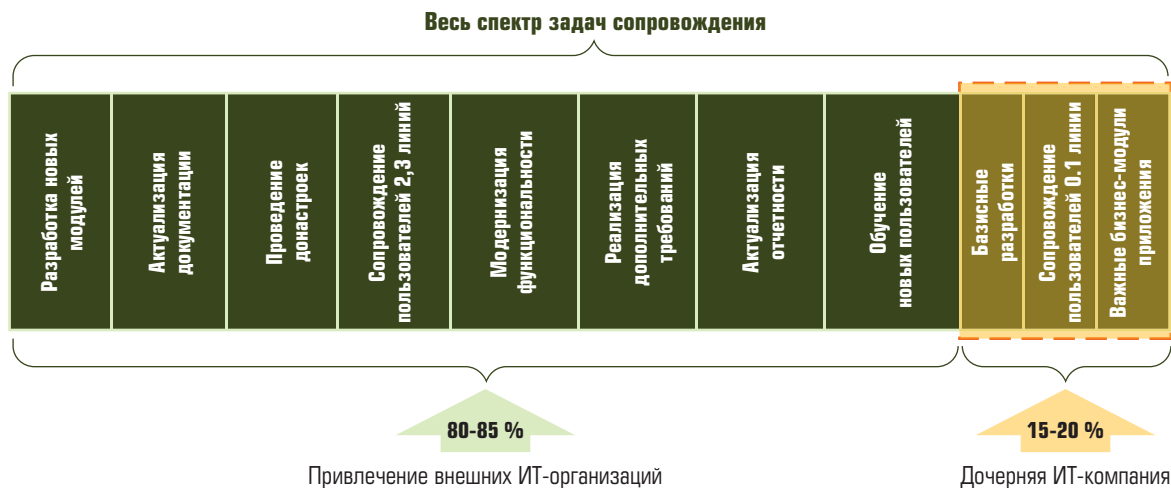 Весь спектр задач сопровождения
Разработка новых
модулей
Актуализация
документации
Проведение
донастроек
Сопровождение
пользователей 2,3 линий
Модернизация
функциональности
Реализация
дополнительных
требований
Актуализация
отчетности
Обучение
новых пользователей
Базисные
разработки
Сопровождение
пользователей 0.1 линии
Важные бизнес-модули
приложения
80-85 %
15-20 %
Привлечение внешних ИТ-организаций
Дочерняя ИТ-компания